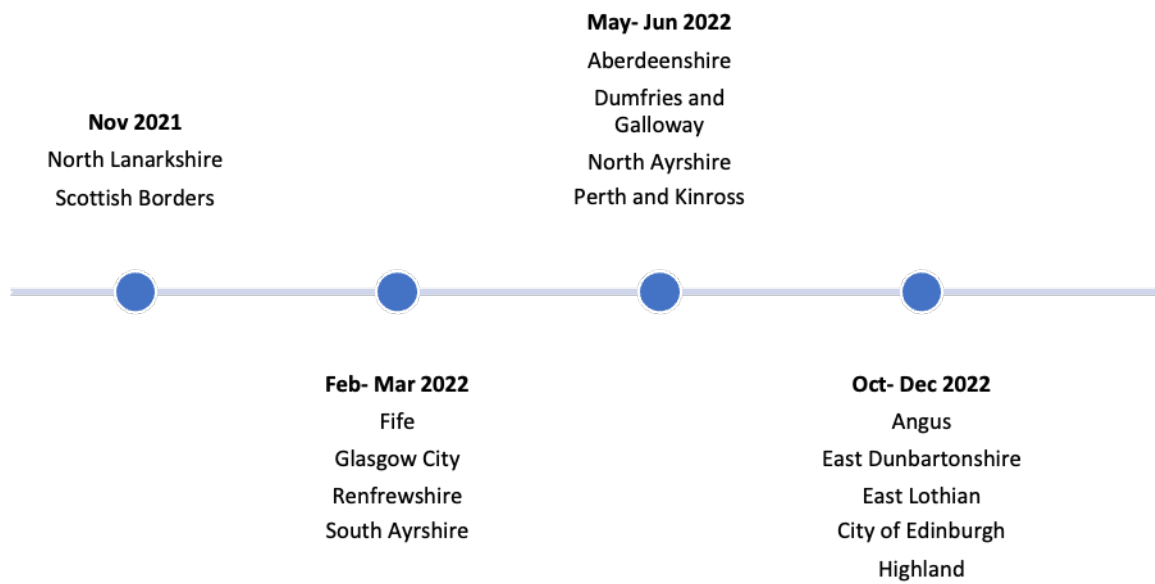 Nov 2021
North Lanarkshire
Scottish Borders
Feb- Mar 2022
Fife
Glasgow City
Renfrewshire
South Ayrshire
May- Jun 2022
Aberdeenshire
Dumfries and
Galloway
North Ayrshire
Perth and Kinross
Oct- Dec 2022
Angus
East Dunbartonshire
East Lothian
City of Edinburgh
Highland